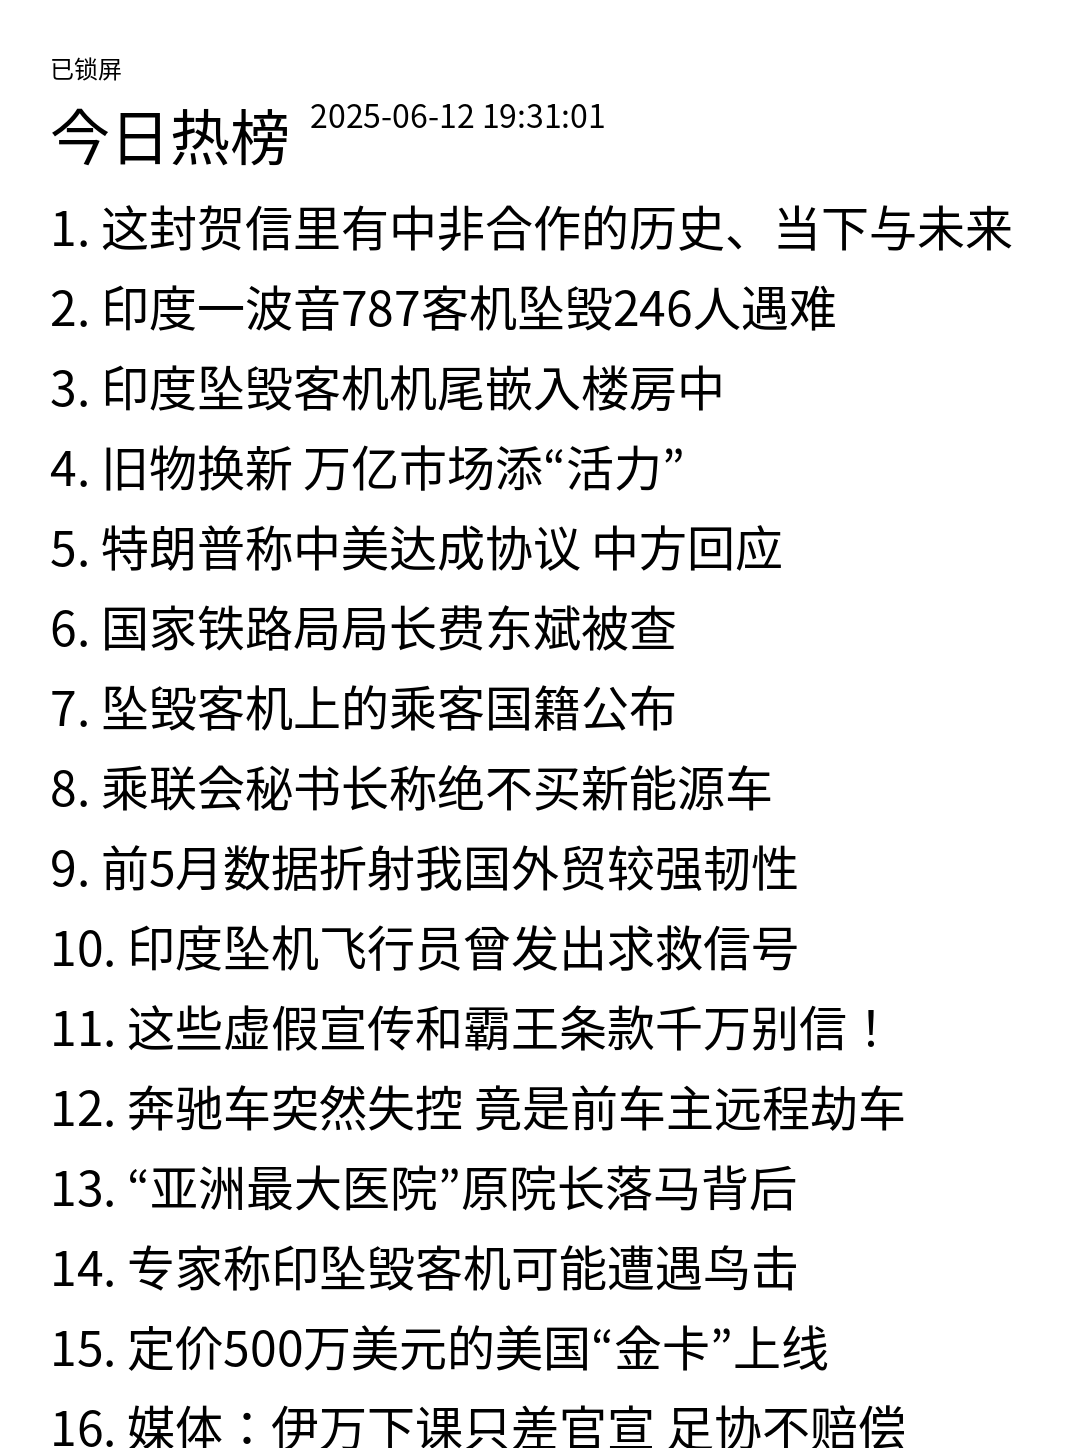 已锁屏
今日热榜 2025-06-12 19:31:01
1. 这封贺信里有中非合作的历史、当下与未来
2. 印度一波音787客机坠毁246人遇难
3. 印度坠毁客机机尾嵌入楼房中
4. 旧物换新 万亿市场添“活力”
5. 特朗普称中美达成协议 中方回应
6. 国家铁路局局长费东斌被查
7. 坠毁客机上的乘客国籍公布
8. 乘联会秘书长称绝不买新能源车
9. 前5月数据折射我国外贸较强韧性
10. 印度坠机飞行员曾发出求救信号
11. 这些虚假宣传和霸王条款千万别信！
12. 奔驰车突然失控 竟是前车主远程劫车
13. “亚洲最大医院”原院长落马背后
14. 专家称印坠毁客机可能遭遇鸟击
15. 定价500万美元的美国“金卡”上线
16. 媒体：伊万下课只差官宣 足协不赔偿